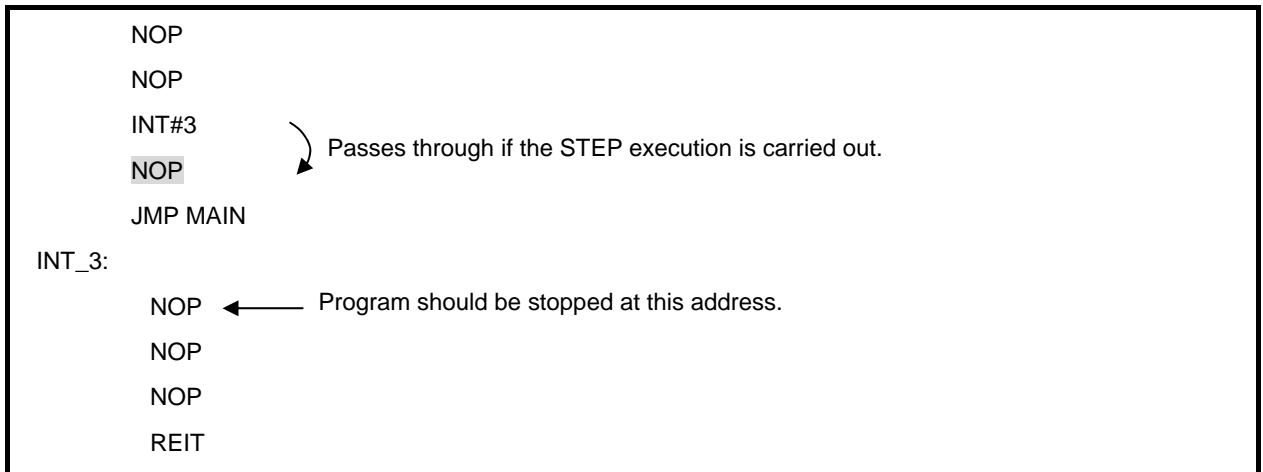 NOP
NOP
INT#3
Passes through if the STEP execution is carried out.
NOP
JMP MAIN
INT_3:
NOP Program should be stopped at this address.
NOP
NOP
REIT